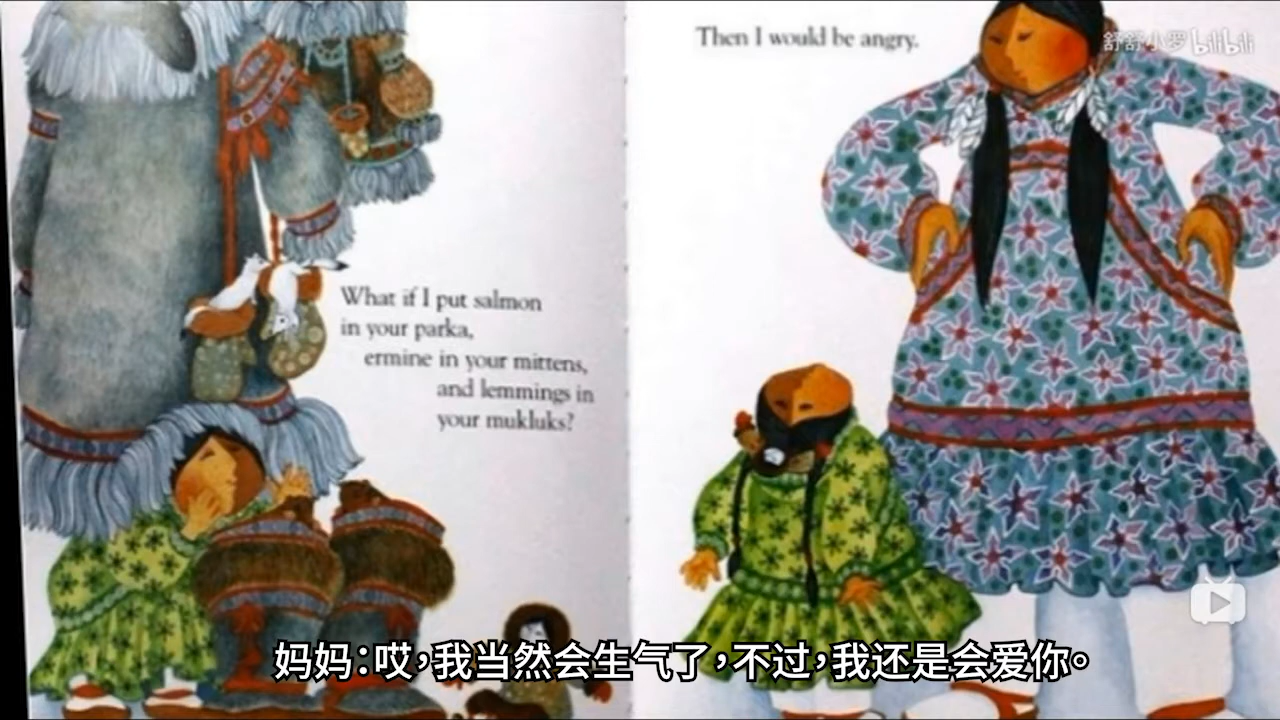 What if I put salmon
in your parka,
ermine in your mittens,
and lemmings in
your mukluks?
Then I would be angry.
舒舒小罗 bilibili
妈妈：哎，我当然会生气了，不过，我还是会爱你。